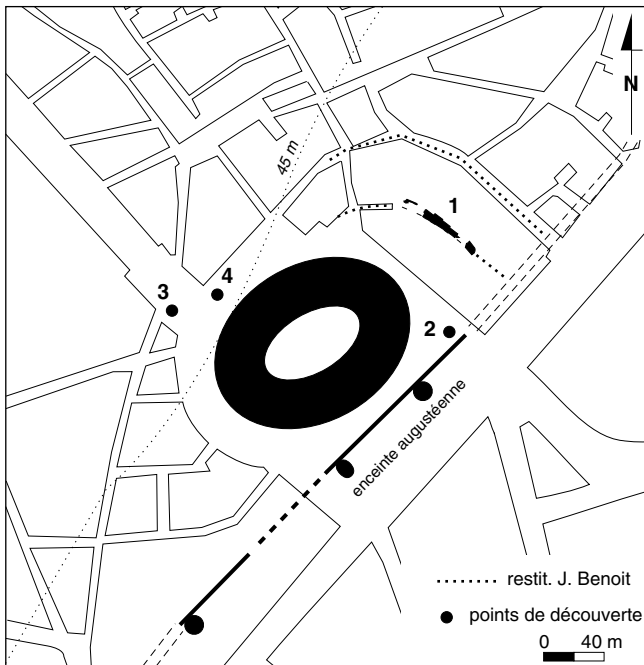 N
45 m
1
4
3
2
enceinte augustéenne
restit. J. Benoit
points de découverte
0 40 m